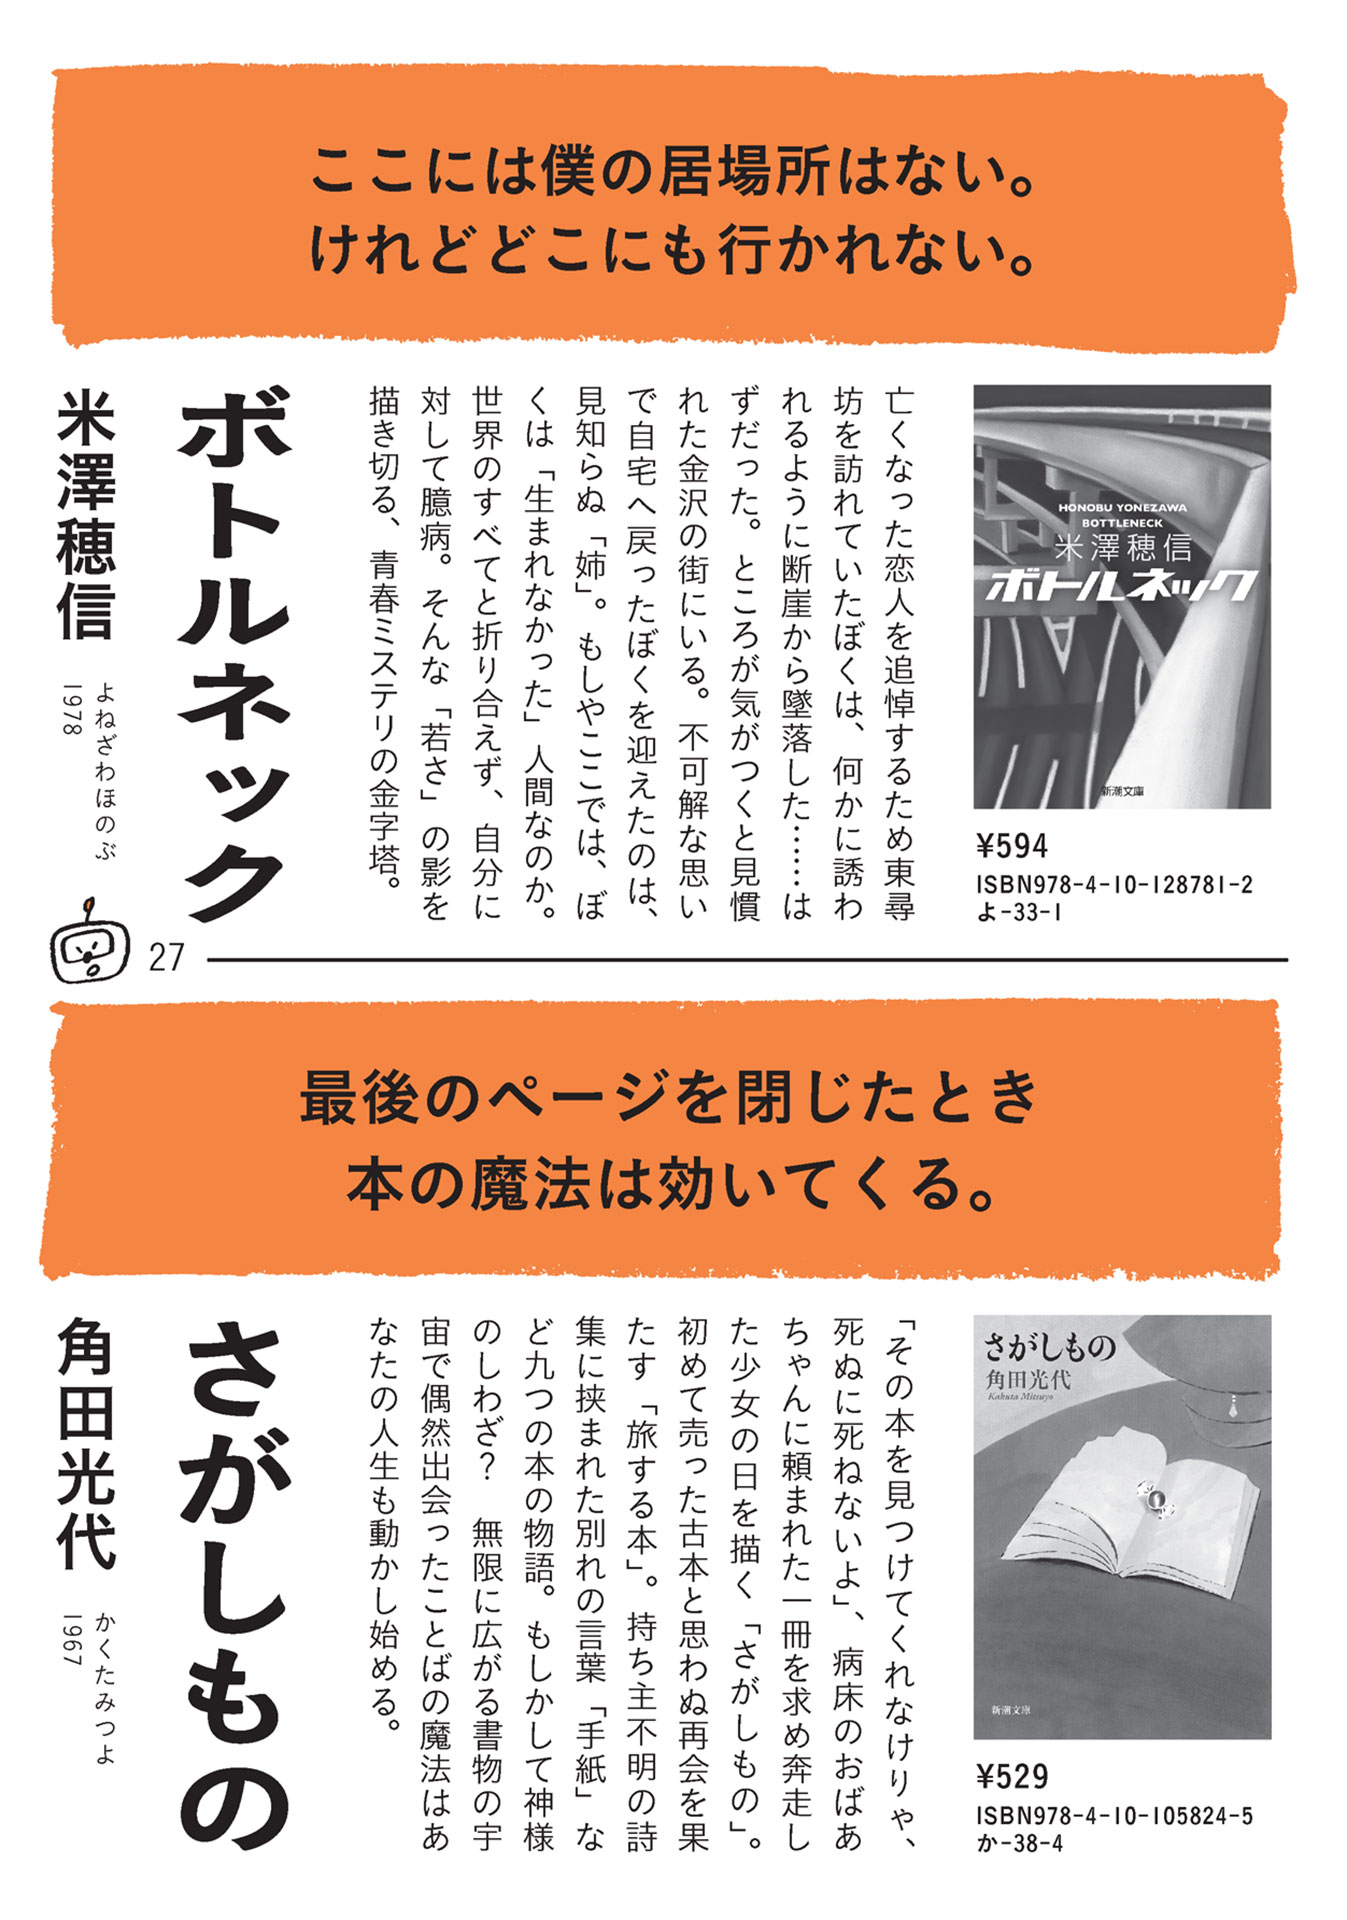 ここには僕の居場所はない。
けれどどこにも行かれない。
HONOBU YONEZAWA
BOTTLENECK
米澤穂信
ボトルネック
新潮文庫
¥594
ISBN978-4-10-128781-2
よ-33-1
亡くなった恋人を追悼するため東尋
坊を訪れていたぼくは、何かに誘わ
れるように断崖から墜落した……は
ずだった。ところが気がつくと見慣
れた金沢の街にいる。不可解な思い
で自宅へ戻ったぼくを迎えたのは、
見知らぬ「姉」。もしやここでは、ぼ
くは「生まれなかった」人間なのか。
世界のすべてと折り合えず、自分に
対して臆病。そんな「若さ」の影を
描き切る、青春ミステリの金字塔。
ボトルネック
米澤穂信
よねざわほのぶ
1978
27
最後のページを閉じたとき
本の魔法は効いてくる。
さがしもの
角田光代
Kakuta Mitsuyo
新潮文庫
¥529
ISBN978-4-10-105824-5
か-38-4
「その本を見つけてくれなけりゃ、
死ぬに死ねないよ」、病床のおばあ
ちゃんに頼まれた一冊を求め奔走し
た少女の日を描く「さがしもの」。
初めて売った古本と思わぬ再会を果
たす「旅する本」。持ち主不明の詩
集に挟まれた別れの言葉「手紙」な
ど九つの本の物語。もしかして神様
のしわざ？　無限に広がる書物の宇
宙で偶然出会ったことばの魔法はあ
なたの人生も動かし始める。
さがしもの
角田光代
かくたみつよ
1967